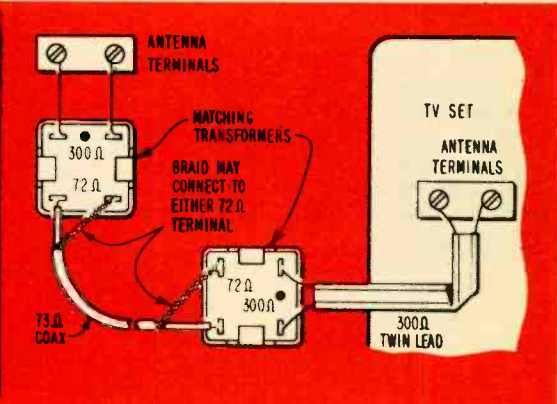 ANTENNA
TERMINALS
MATCHING
TRANSFORMERS
300Ω
72Ω
BRAID MAY
CONNECT TO
EITHER 72Ω
TERMINAL
73Ω
COAX
72Ω
300Ω
TV SET
ANTENNA
TERMINALS
300Ω
TWIN LEAD